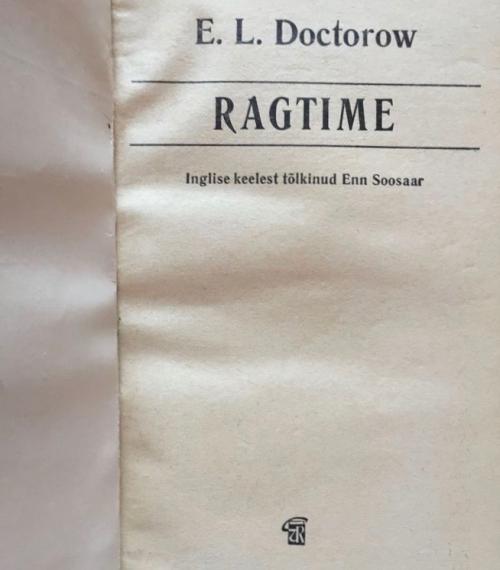 E. L. Doctorow
RAGTIME
Inglise keelest tõlkinud Enn Soosaar